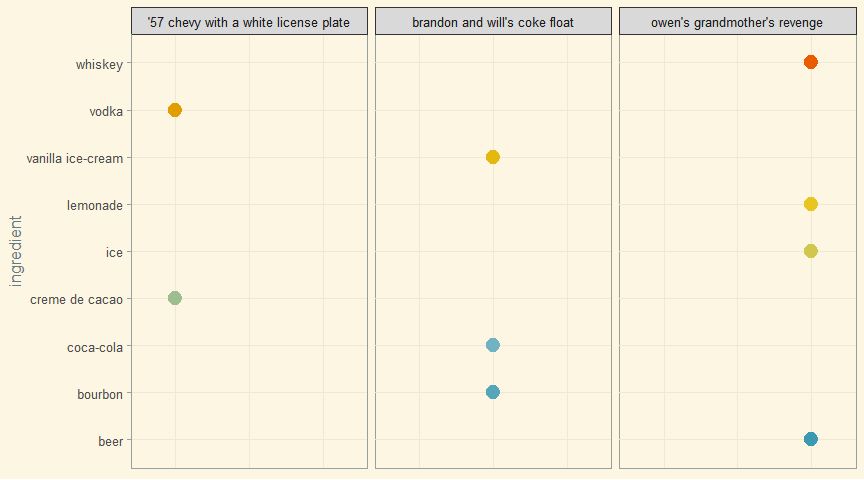 '57 chevy with a white license plate
brandon and will's coke float
owen's grandmother's revenge
ingredient
whiskey
vodka
vanilla ice-cream
lemonade
ice
creme de cacao
coca-cola
bourbon
beer